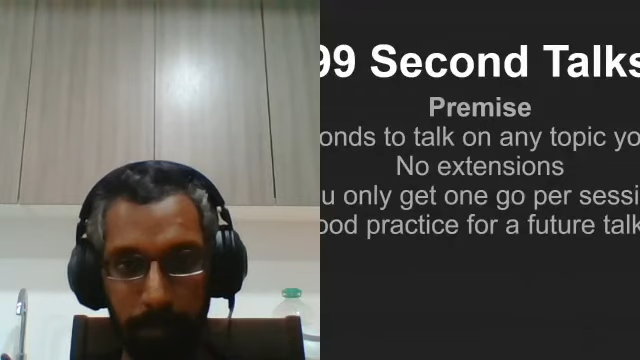 99 Second Talks
Premise
onds to talk on any topic yo
No extensions
u only get one go per sessi
ood practice for a future talk